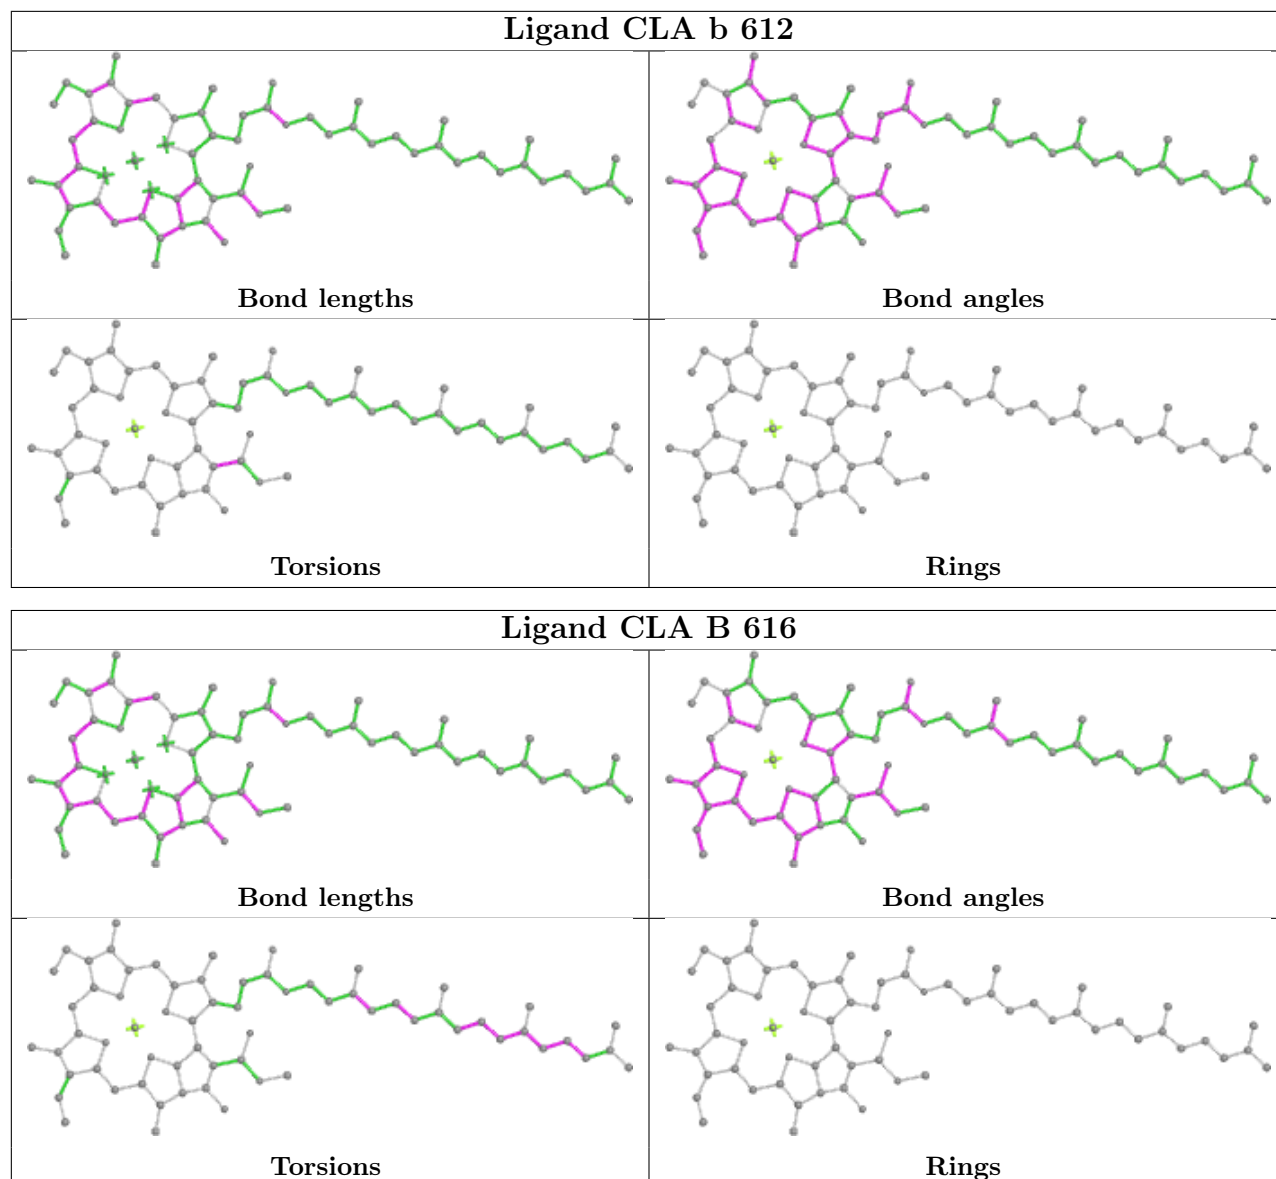 Ligand CLA b 612
Bond lengths
Bond angles
Torsions
Rings
Ligand CLA B 616
Bond lengths
Bond angles
Torsions
Rings